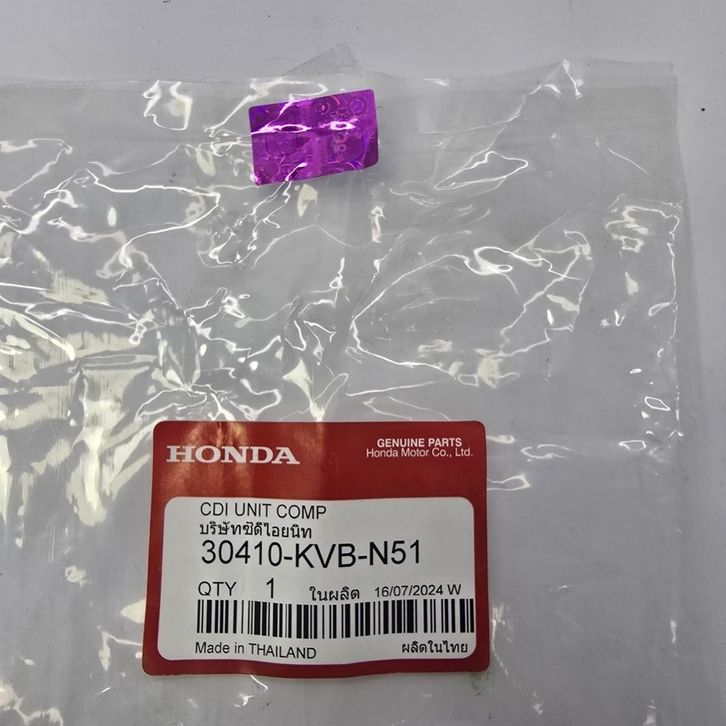 HONDA
GENUINE PARTS
Honda Motor Co., Ltd.
CDI UNIT COMP
บริษัทซีดีไอยนิท
30410-KVB-N51
QTY 1 ในผลิต 16/07/2024 W
Made in THAILAND ผลิตในไทย